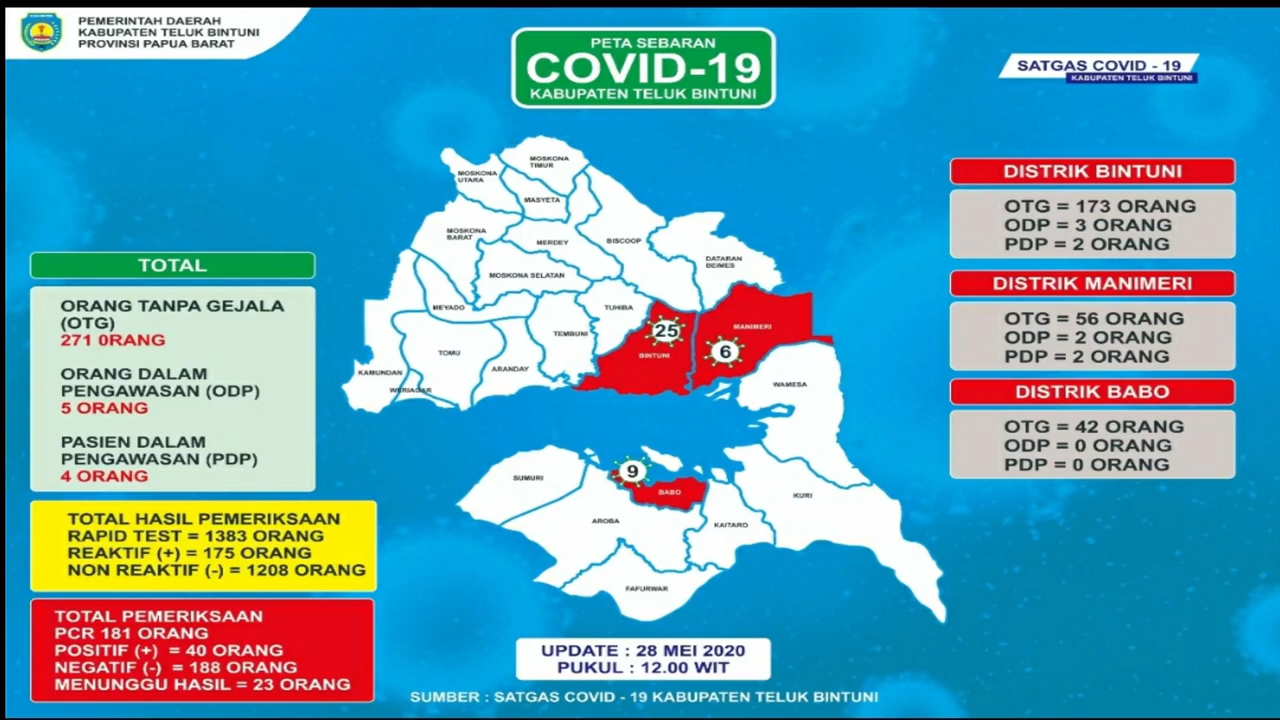 PEMERINTAH DAERAH
KABUPATEN TELUK BINTUNI
PROVINSI PAPUA BARAT
PETA SEBARAN
COVID-19
KABUPATEN TELUK BINTUNI
SATGAS COVID - 19
KABUPATEN TELUK BINTUNI
TOTAL
ORANG TANPA GEJALA
(OTG)
271 0RANG
ORANG DALAM
PENGAWASAN (ODP)
5 ORANG
PASIEN DALAM
PENGAWASAN (PDP)
4 ORANG
TOTAL HASIL PEMERIKSAAN
RAPID TEST = 1383 ORANG
REAKTIF (+) = 175 ORANG
NON REAKTIF (-) = 1208 ORANG
TOTAL PEMERIKSAAN
PCR 181 ORANG
POSITIF (+) = 40 ORANG
NEGATIF (-) = 188 ORANG
MENUNGGU HASIL = 23 ORANG
MOSKONA
TIMUR
MOSKONA
UTARA
MASYETA
MOSKONA
BARAT
MERDEY
BISCOOP
DATARAN
BEIMES
MOSKONA SELATAN
MEYADO
TUHIBA
TEMBUNI
25
BINTUNI
MANIMERI
6
TOMU
ARANDAY
KAMUNDAN
WERIAGAR
WAMESA
SUMURI
9
BABO
KURI
AROBA
KAITARO
FAFURWAR
DISTRIK BINTUNI
OTG = 173 ORANG
ODP = 3 ORANG
PDP = 2 ORANG
DISTRIK MANIMERI
OTG = 56 ORANG
ODP = 2 ORANG
PDP = 2 ORANG
DISTRIK BABO
OTG = 42 ORANG
ODP = 0 ORANG
PDP = 0 ORANG
UPDATE : 28 MEI 2020
PUKUL : 12.00 WIT
SUMBER : SATGAS COVID - 19 KABUPATEN TELUK BINTUNI